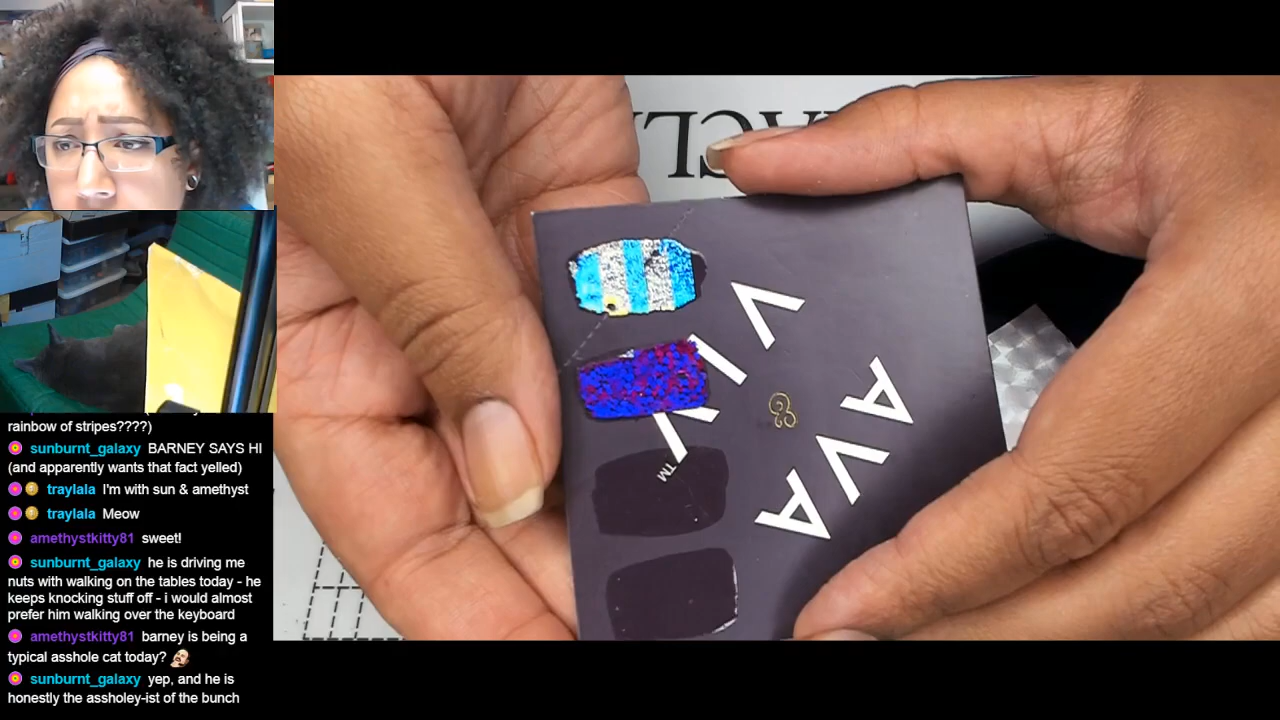 rainbow of stripes????)
sunburnt_galaxy BARNEY SAYS HI
(and apparently wants that fact yelled)
traylala I'm with sun & amethyst
traylala Meow
amethystkitty81 sweet!
sunburnt_galaxy he is driving me
nuts with walking on the tables today - he
keeps knocking stuff off - i would almost
prefer him walking over the keyboard
amethystkitty81 barney is being a
typical asshole cat today?
sunburnt_galaxy yep, and he is
honestly the assholey-ist of the bunch
AVA
VIV™